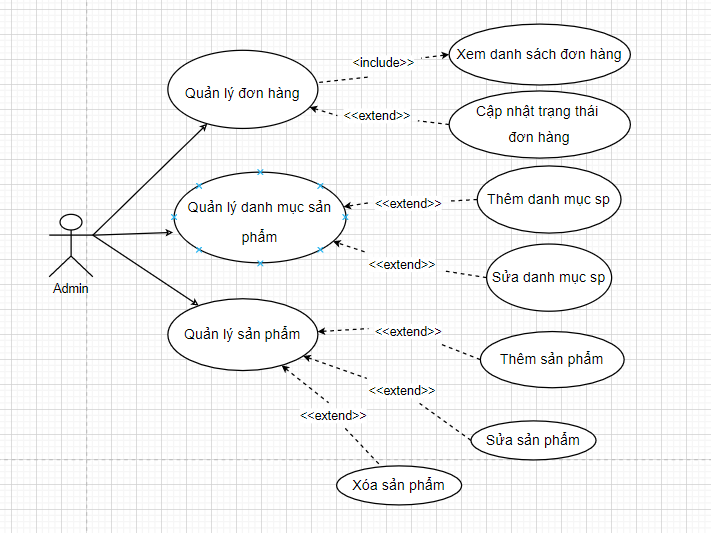 Xem danh sách đơn hàng
<include>>
Quản lý đơn hàng
<<extend>>
Cập nhật trạng thái
đơn hàng
Quản lý danh mục sản
phẩm
<<extend>>
Thêm danh mục sp
<<extend>>
Sửa danh mục sp
Admin
Quản lý sản phẩm
<<extend>>
Thêm sản phẩm
<<extend>>
<<extend>>
Sửa sản phẩm
Xóa sản phẩm